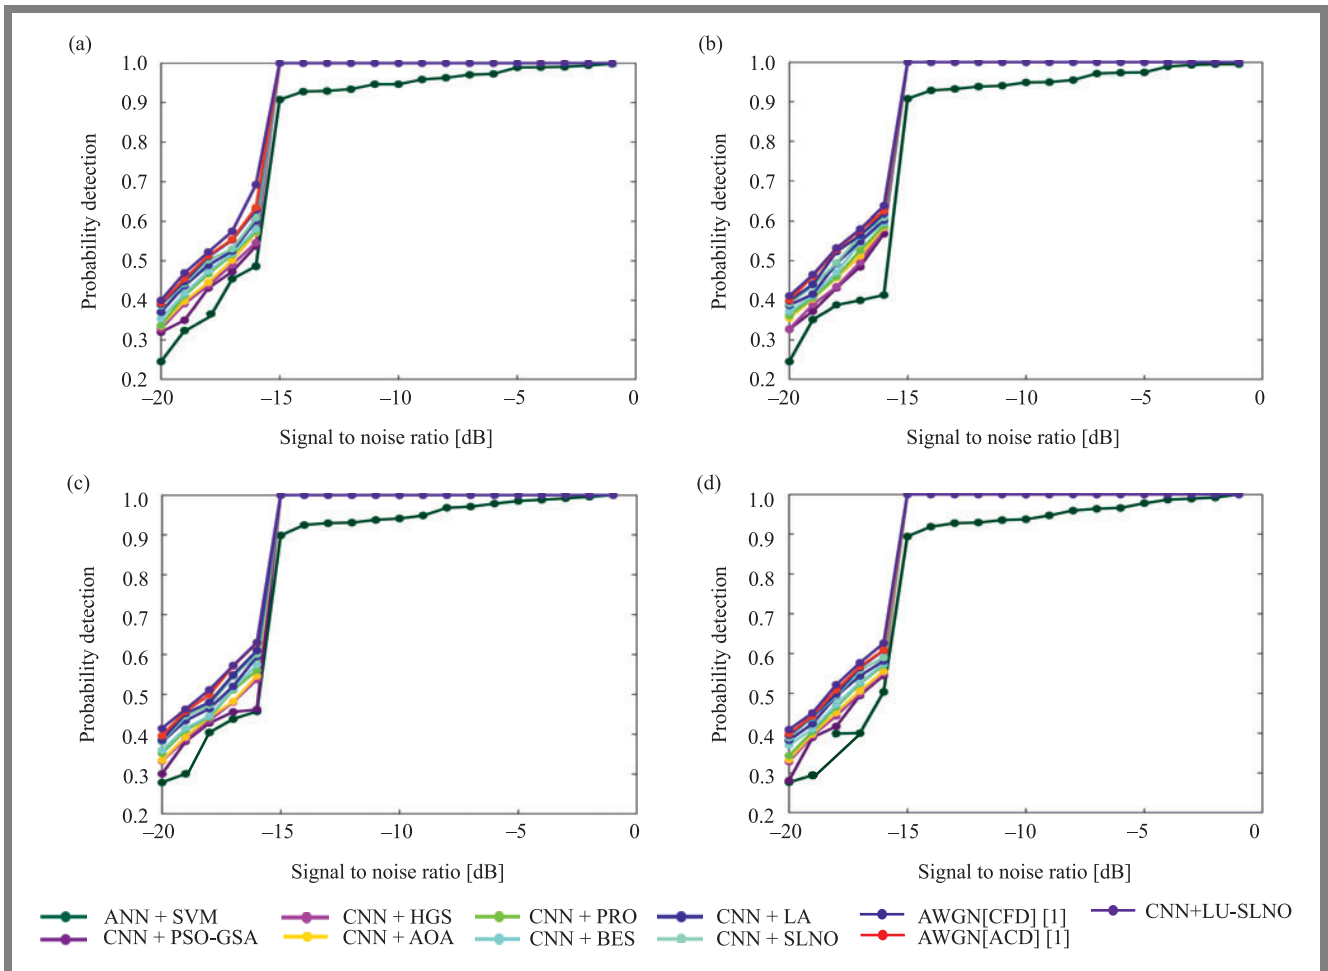 (a)
1.0
0.9
0.8
0.7
0.6
0.5
0.4
0.3
0.2
–20
–15
–10
–5
0
Probability detection
Signal to noise ratio [dB]
(b)
1.0
0.9
0.8
0.7
0.6
0.5
0.4
0.3
0.2
–20
–15
–10
–5
0
Probability detection
Signal to noise ratio [dB]
(c)
1.0
0.9
0.8
0.7
0.6
0.5
0.4
0.3
0.2
–20
–15
–10
–5
0
Probability detection
Signal to noise ratio [dB]
(d)
1.0
0.9
0.8
0.7
0.6
0.5
0.4
0.3
0.2
–20
–15
–10
–5
0
Probability detection
Signal to noise ratio [dB]
ANN + SVM
CNN + PSO-GSA
CNN + HGS
CNN + AOA
CNN + PRO
CNN + BES
CNN + LA
CNN + SLNO
AWGN[CFD] [1]
AWGN[ACD] [1]
CNN+LU-SLNO